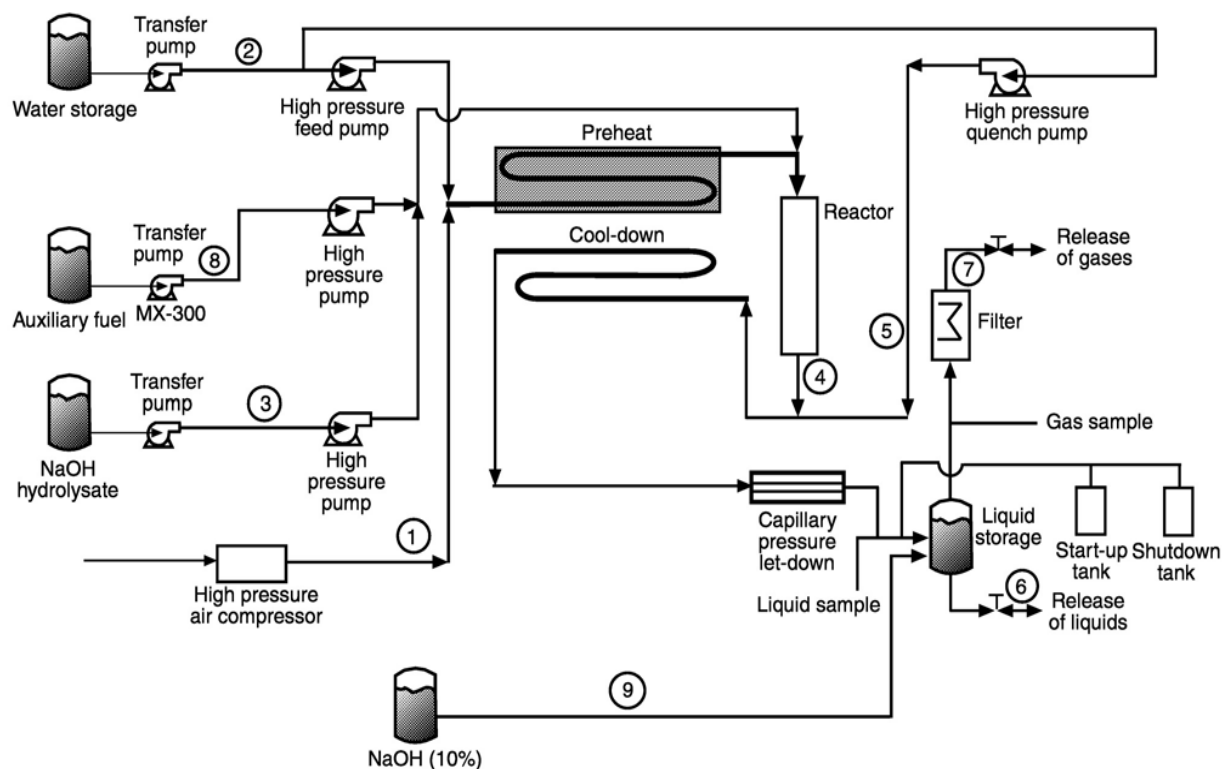 Transfer
pump
2
Water storage
High pressure
feed pump
High pressure
quench pump
Preheat
Reactor
Transfer
pump
8
High
pressure
pump
Auxiliary fuel
MX-300
Cool-down
7
Release
of gases
5
Filter
4
Transfer
pump
3
NaOH
hydrolysate
High
pressure
pump
Gas sample
1
High pressure
air compressor
Capillary
pressure
let-down
Liquid
storage
Start-up
tank
Shutdown
tank
Liquid sample
6
Release
of liquids
9
NaOH (10%)